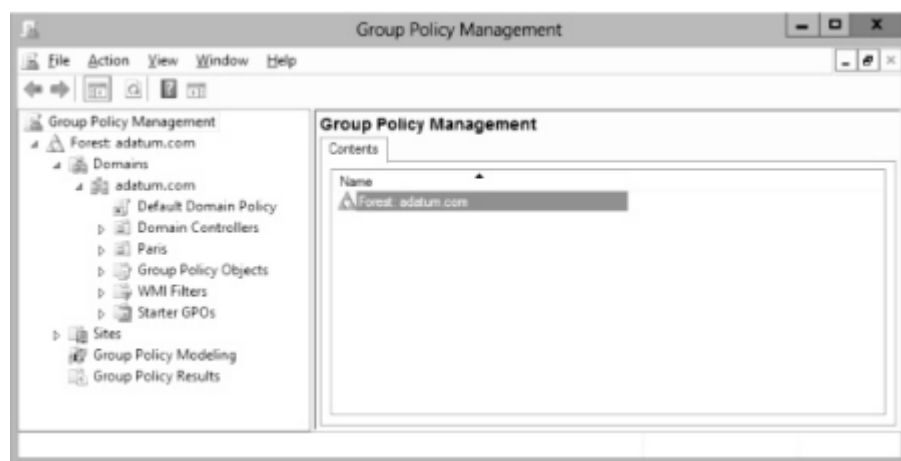 Group Policy Management
File Action View Window Help
Group Policy Management
Forest: adatum.com
Domains
adatum.com
Default Domain Policy
Domain Controllers
Paris
Group Policy Objects
WMI Filters
Starter GPOs
Sites
Group Policy Modeling
Group Policy Results
Group Policy Management
Contents
Name
Forest: adatum.com